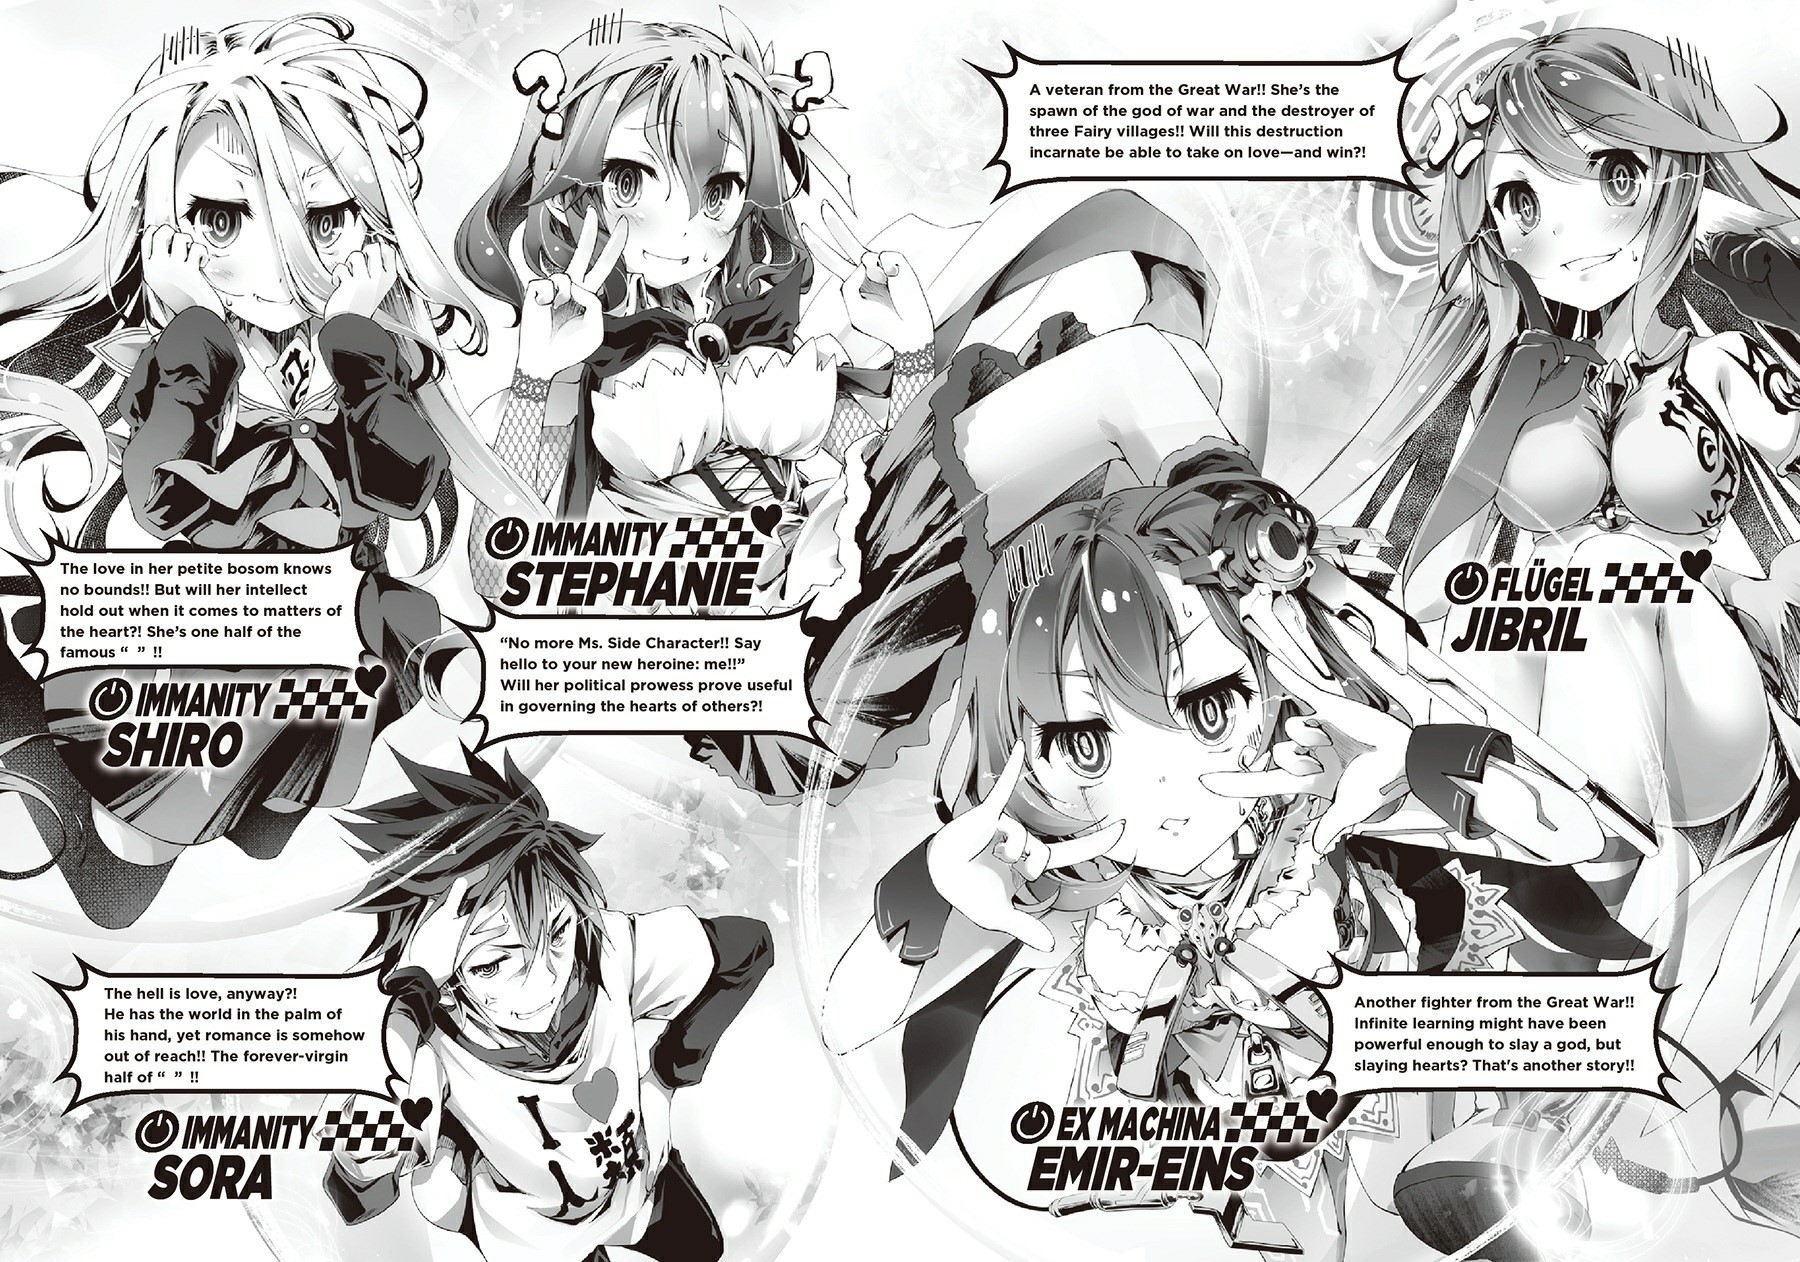 The love in her petite bosom knows
no bounds!! But will her intellect
hold out when it comes to matters of
the heart?! She’s one half of the
famous “  ” !!
IMMANITY
SHIRO
IMMANITY
STEPHANIE
“No more Ms. Side Character!! Say
hello to your new heroine: me!!”
Will her political prowess prove useful
in governing the hearts of others?!
The hell is love, anyway?!
He has the world in the palm of
his hand, yet romance is somehow
out of reach!! The forever-virgin
half of “  ” !!
IMMANITY
SORA
I ♥
人類
A veteran from the Great War!! She’s the
spawn of the god of war and the destroyer of
three Fairy villages!! Will this destruction
incarnate be able to take on love—and win?!
FLÜGEL
JIBRIL
Another fighter from the Great War!!
Infinite learning might have been
powerful enough to slay a god, but
slaying hearts? That's another story!!
EX MACHINA
EMIR-EINS
? ?